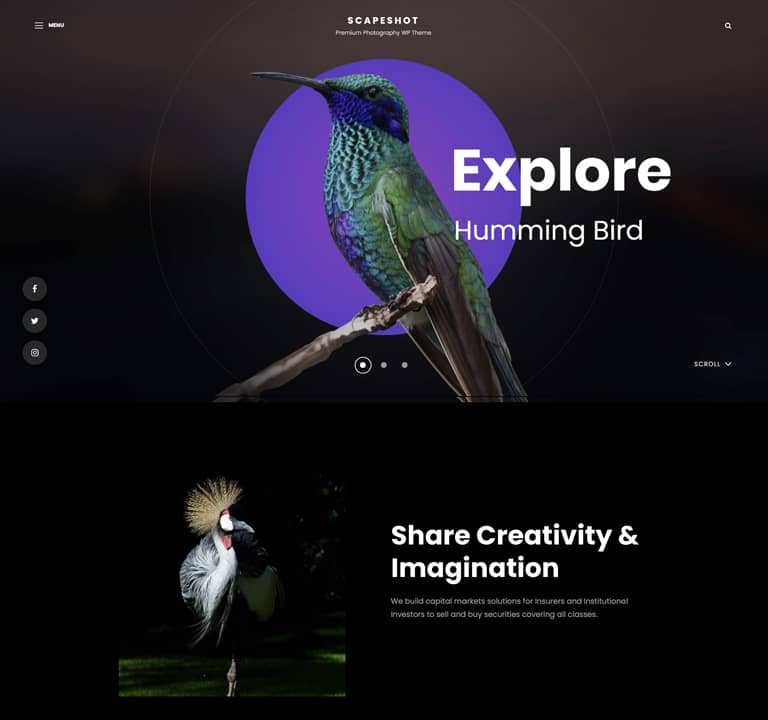 MENU
SCAPESHOT
Premium Photography WP Theme
Explore
Humming Bird
SCROLL
Share Creativity &
Imagination
We build capital markets solutions for Insurers and Institutional
Investors to sell and buy securities covering all classes.